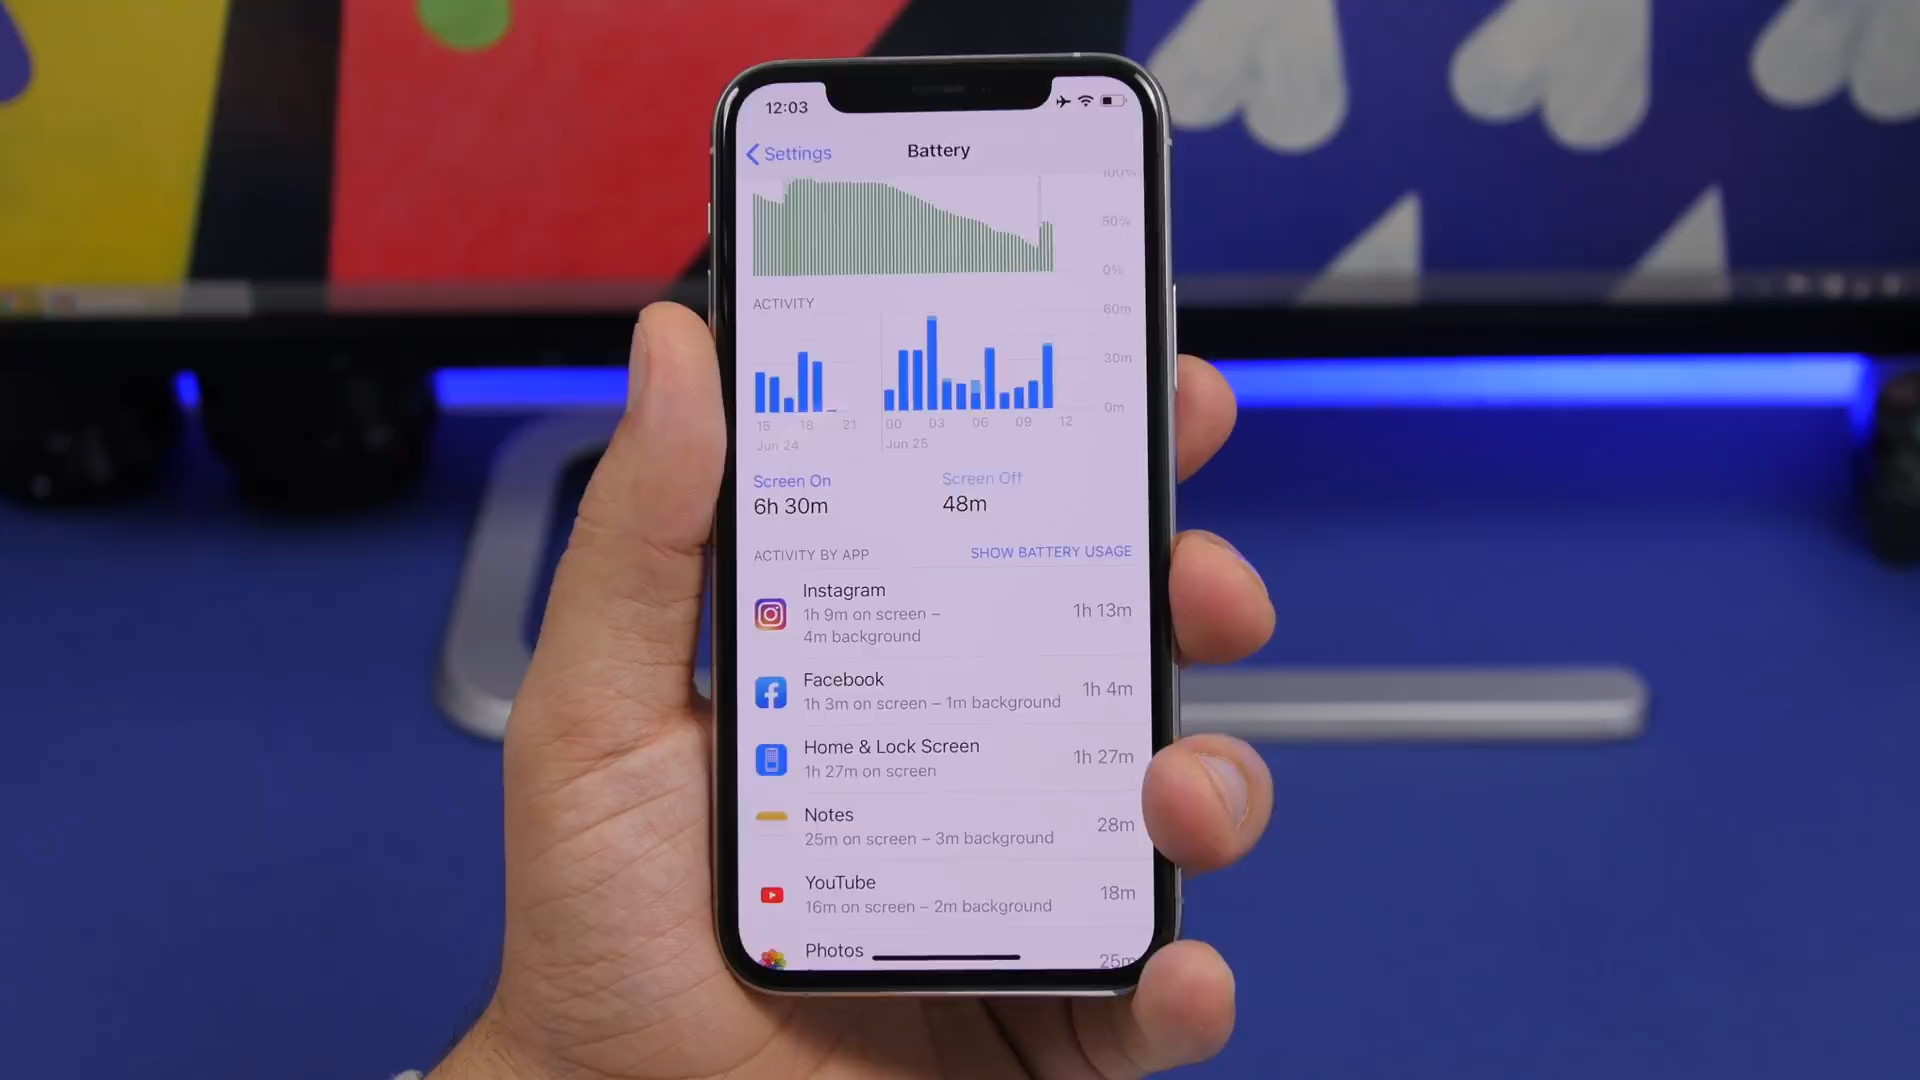 12:03
Settings
Battery
100%
50%
0%
ACTIVITY
60m
30m
0m
15 18 21 00 03 06 09 12
Jun 24 Jun 25
Screen On Screen Off
6h 30m 48m
ACTIVITY BY APP SHOW BATTERY USAGE
Instagram
1h 9m on screen –
4m background
1h 13m
Facebook
1h 3m on screen – 1m background
1h 4m
Home & Lock Screen
1h 27m on screen
1h 27m
Notes
25m on screen – 3m background
28m
YouTube
16m on screen – 2m background
18m
Photos
25m